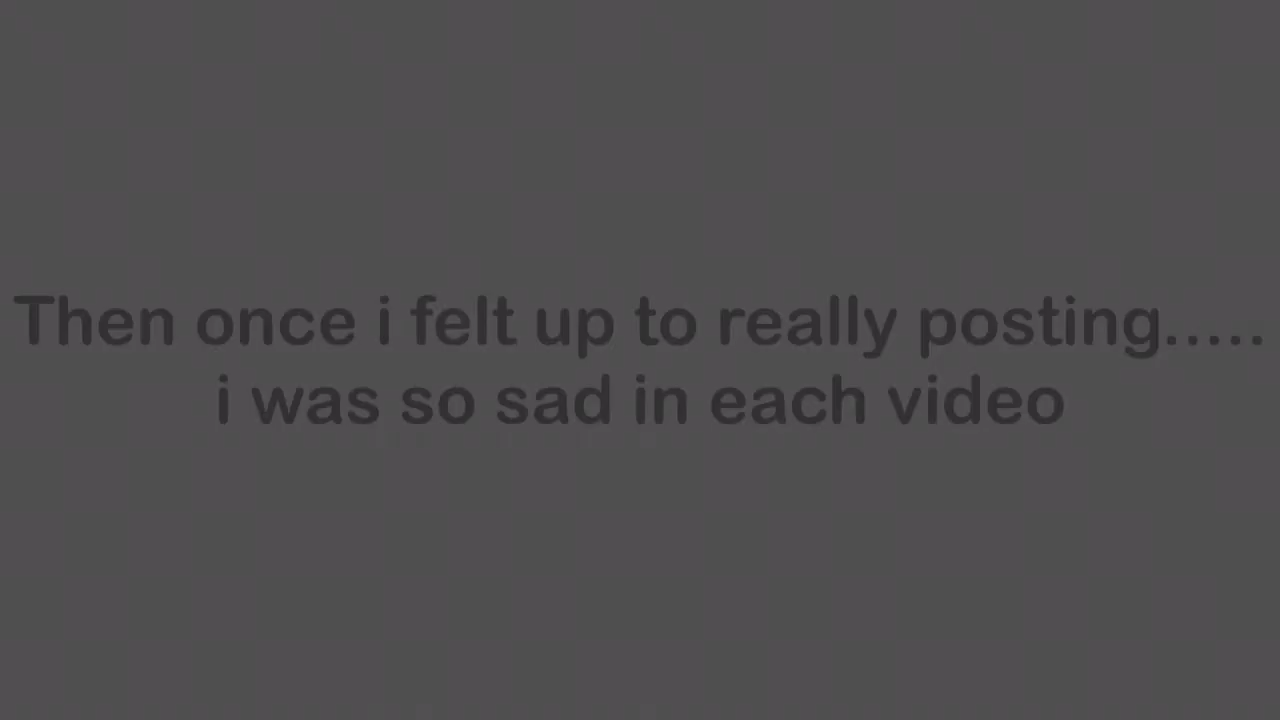 Then once i felt up to really posting.....
i was so sad in each video